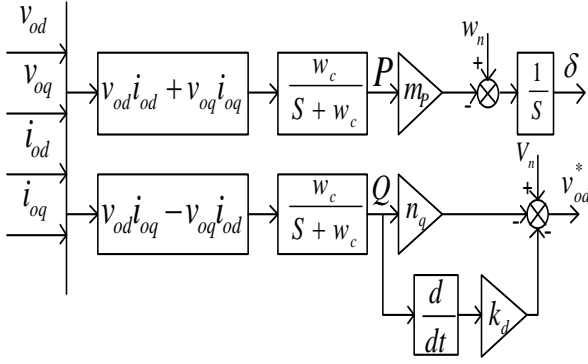 v_od
v_oq
i_od
i_oq
v_od i_od + v_oq i_oq
w_c
S + w_c
P
m_P
w_n
+
-
1
s
δ
v_od i_oq - v_oq i_od
w_c
S + w_c
Q
n_q
V_n
+
-
-
v_od^*
d
dt
k_d